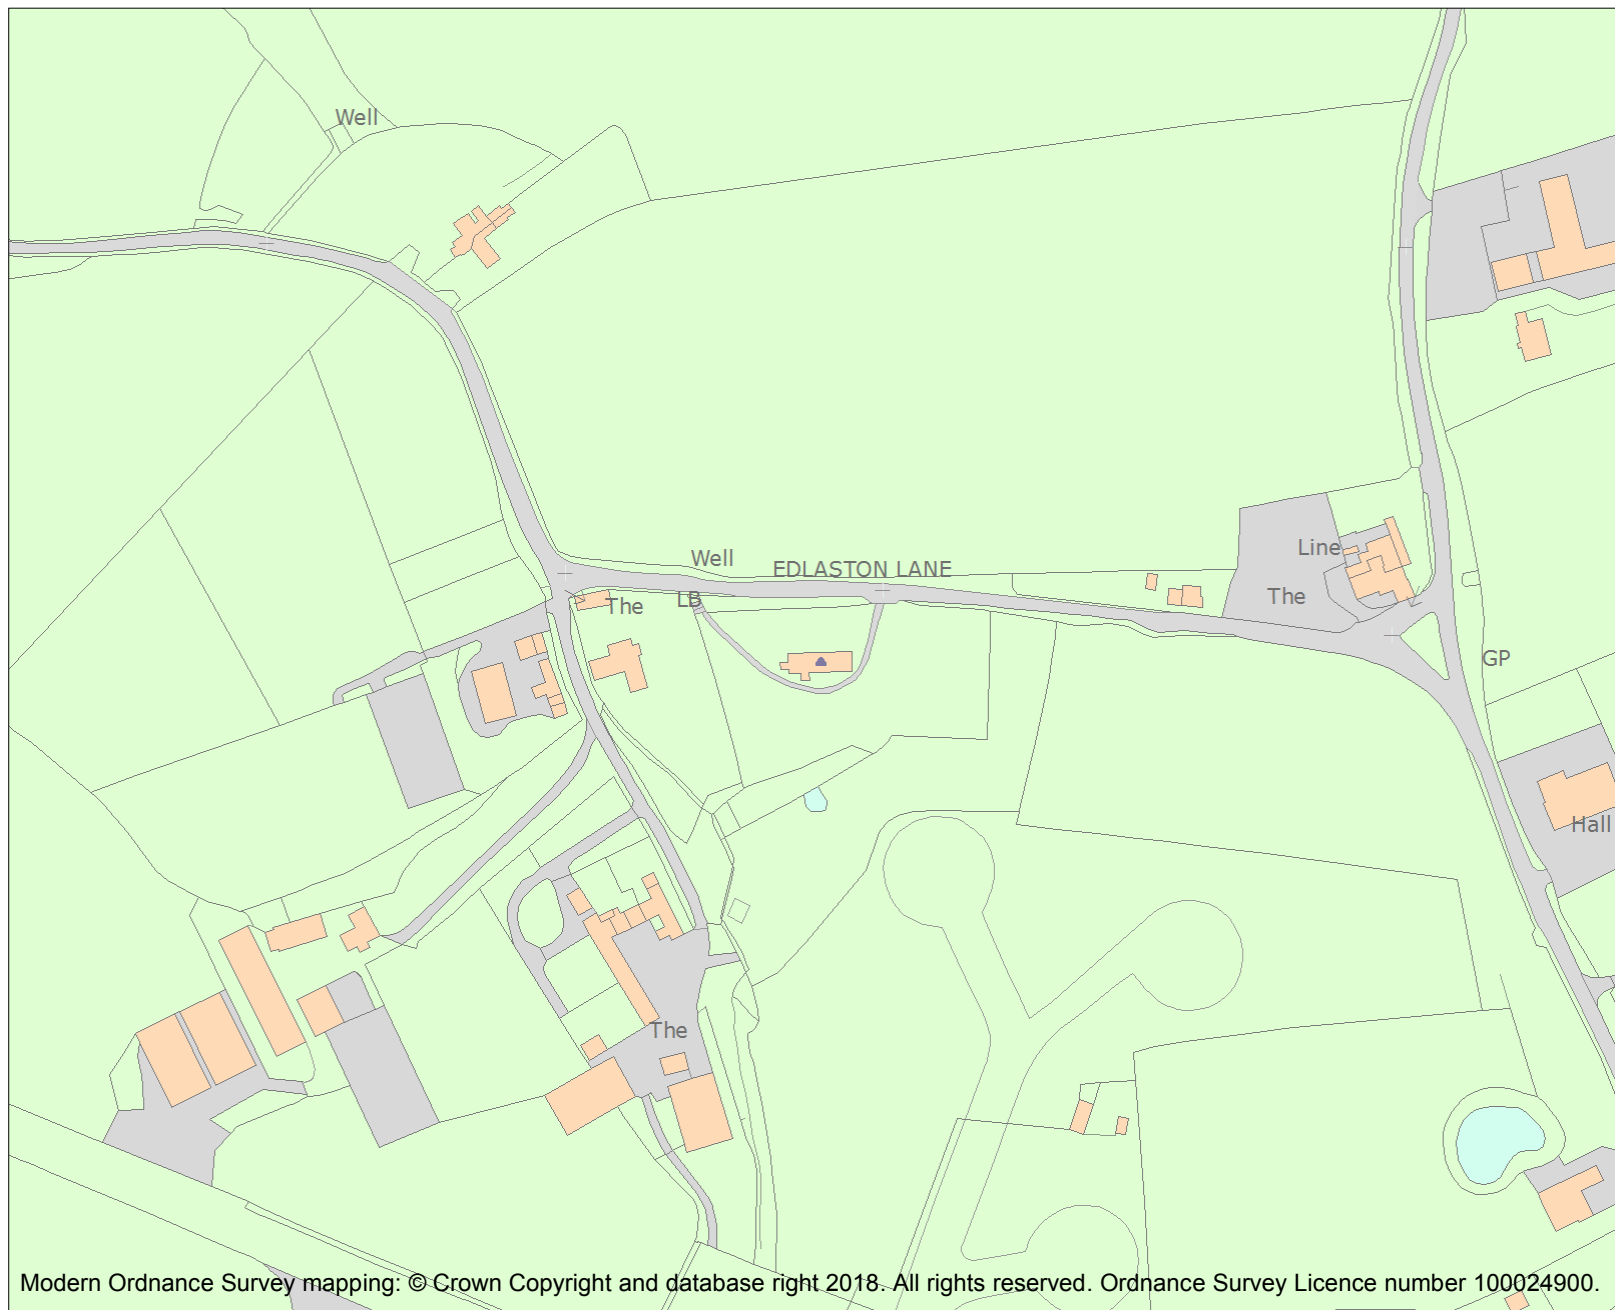 Well
Well
EDLASTON LANE
Line
The
LB
The
GP
Hall
The
Modern Ordnance Survey mapping: © Crown Copyright and database right 2018. All rights reserved. Ordnance Survey Licence number 100024900.